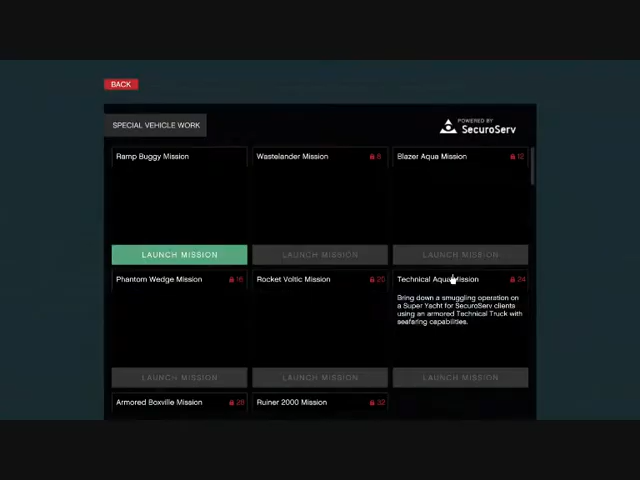 BACK
SPECIAL VEHICLE WORK
POWERED BY
SecuroServ
Ramp Buggy Mission
Wastelander Mission 8
Blazer Aqua Mission 12
LAUNCH MISSION
LAUNCH MISSION
LAUNCH MISSION
Phantom Wedge Mission 16
Rocket Voltic Mission 20
Technical Aqua Mission 24
Bring down a smuggling operation on
a Super Yacht for SecuroServ clients
using an armored Technical Truck with
seafaring capabilities.
LAUNCH MISSION
LAUNCH MISSION
LAUNCH MISSION
Armored Boxville Mission 28
Ruiner 2000 Mission 32